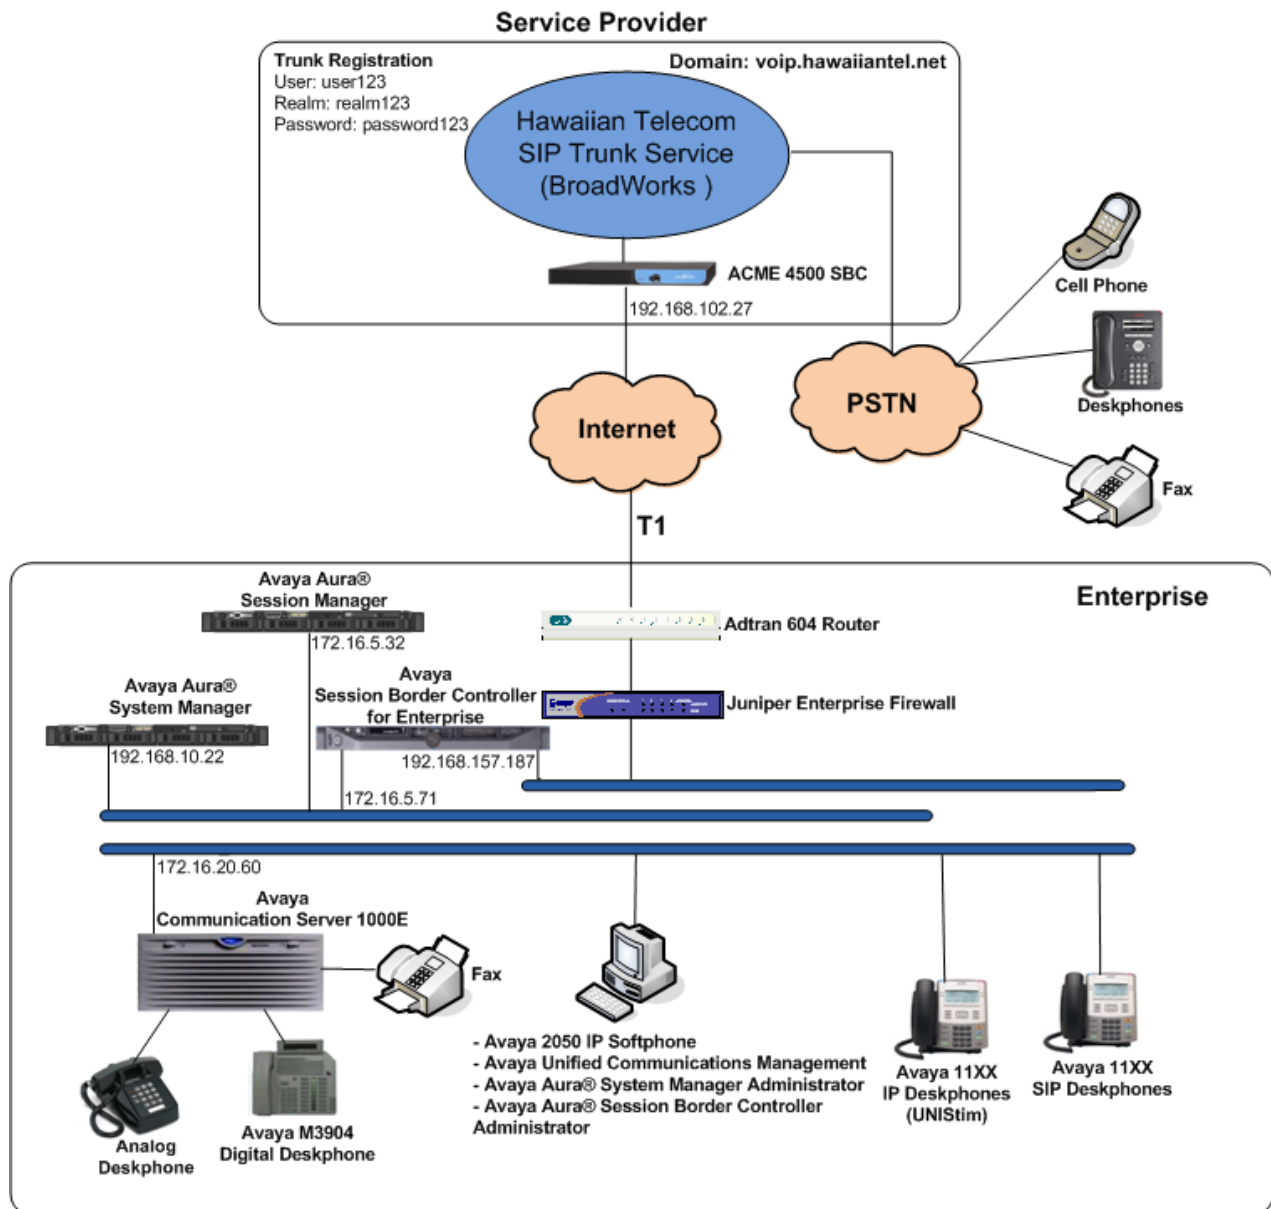 Service Provider
Trunk Registration
User: user123
Realm: realm123
Password: password123
Domain: voip.hawaiiantel.net
Hawaiian Telecom
SIP Trunk Service
(BroadWorks )
ACME 4500 SBC
192.168.102.27
Cell Phone
Deskphones
PSTN
Fax
Internet
T1
Enterprise
Avaya Aura®
Session Manager
172.16.5.32
Adtran 604 Router
Avaya Aura®
System Manager
192.168.10.22
Avaya
Session Border Controller
for Enterprise
192.168.157.187
172.16.5.71
Juniper Enterprise Firewall
172.16.20.60
Avaya
Communication Server 1000E
Fax
Analog
Deskphone
Avaya M3904
Digital Deskphone
- Avaya 2050 IP Softphone
- Avaya Unified Communications Management
- Avaya Aura® System Manager Administrator
- Avaya Aura® Session Border Controller
Administrator
Avaya 11XX
IP Deskphones
(UNIStim)
Avaya 11XX
SIP Deskphones